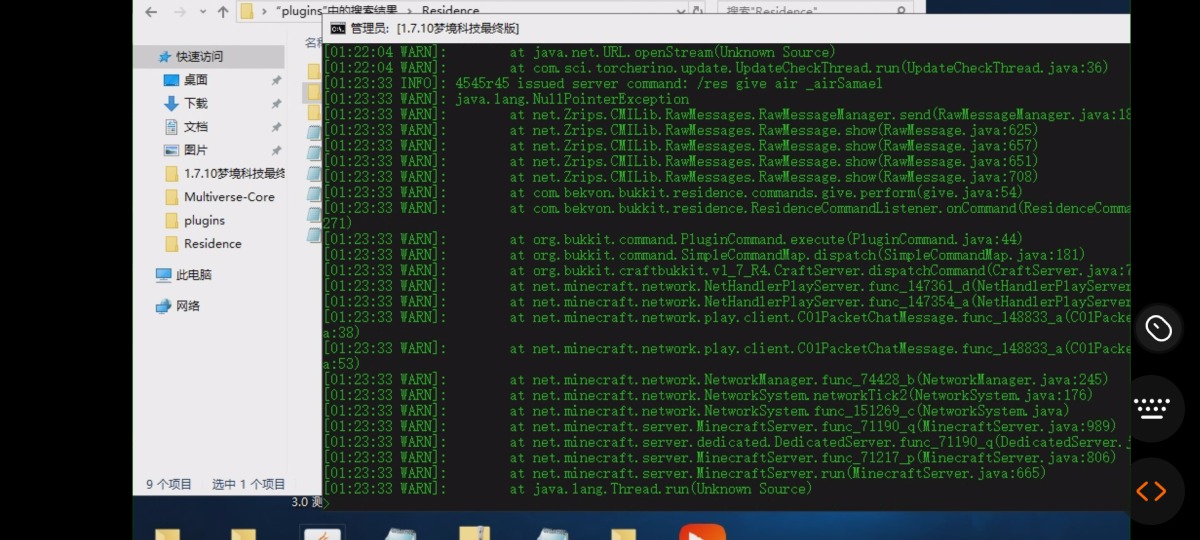 "plugins"中的搜索结果 › Residence
搜索"Residence"
管理员: [1.7.10梦境科技最终版]
快速访问
桌面
下载
文档
图片
1.7.10梦境科技最终
Multiverse-Core
plugins
Residence
此电脑
网络
9 个项目 选中 1 个项目
3.0 测
[01:22:04 WARN]: at java.net.URL.openStream(Unknown Source)
[01:22:04 WARN]: at com.sci.torcherino.update.UpdateCheckThread.run(UpdateCheckThread.java:36)
[01:23:33 INFO]: 4545r45 issued server command: /res give air _airSamael
[01:23:33 WARN]: java.lang.NullPointerException
[01:23:33 WARN]: at net.Zrips.CMILib.RawMessages.RawMessageManager.send(RawMessageManager.java:18
[01:23:33 WARN]: at net.Zrips.CMILib.RawMessages.RawMessage.show(RawMessage.java:625)
[01:23:33 WARN]: at net.Zrips.CMILib.RawMessages.RawMessage.show(RawMessage.java:657)
[01:23:33 WARN]: at net.Zrips.CMILib.RawMessages.RawMessage.show(RawMessage.java:651)
[01:23:33 WARN]: at net.Zrips.CMILib.RawMessages.RawMessage.show(RawMessage.java:708)
[01:23:33 WARN]: at com.bekvon.bukkit.residence.commands.give.perform(give.java:54)
[01:23:33 WARN]: at com.bekvon.bukkit.residence.ResidenceCommandListener.onCommand(ResidenceComma
271)
[01:23:33 WARN]: at org.bukkit.command.PluginCommand.execute(PluginCommand.java:44)
[01:23:33 WARN]: at org.bukkit.command.SimpleCommandMap.dispatch(SimpleCommandMap.java:181)
[01:23:33 WARN]: at org.bukkit.craftbukkit.v1_7_R4.CraftServer.dispatchCommand(CraftServer.java:7
[01:23:33 WARN]: at net.minecraft.network.NetHandlerPlayServer.func_147361_d(NetHandlerPlayServer
[01:23:33 WARN]: at net.minecraft.network.NetHandlerPlayServer.func_147354_a(NetHandlerPlayServer
[01:23:33 WARN]: at net.minecraft.network.play.client.C01PacketChatMessage.func_148833_a(C01Packe
a:38)
[01:23:33 WARN]: at net.minecraft.network.play.client.C01PacketChatMessage.func_148833_a(C01Packe
a:53)
[01:23:33 WARN]: at net.minecraft.network.NetworkManager.func_74428_b(NetworkManager.java:245)
[01:23:33 WARN]: at net.minecraft.network.NetworkSystem.networkTick2(NetworkSystem.java:176)
[01:23:33 WARN]: at net.minecraft.network.NetworkSystem.func_151269_c(NetworkSystem.java)
[01:23:33 WARN]: at net.minecraft.server.MinecraftServer.func_71190_q(MinecraftServer.java:989)
[01:23:33 WARN]: at net.minecraft.server.dedicated.DedicatedServer.func_71190_q(DedicatedServer.j
[01:23:33 WARN]: at net.minecraft.server.MinecraftServer.func_71217_p(MinecraftServer.java:806)
[01:23:33 WARN]: at net.minecraft.server.MinecraftServer.run(MinecraftServer.java:665)
[01:23:33 WARN]: at java.lang.Thread.run(Unknown Source)
>